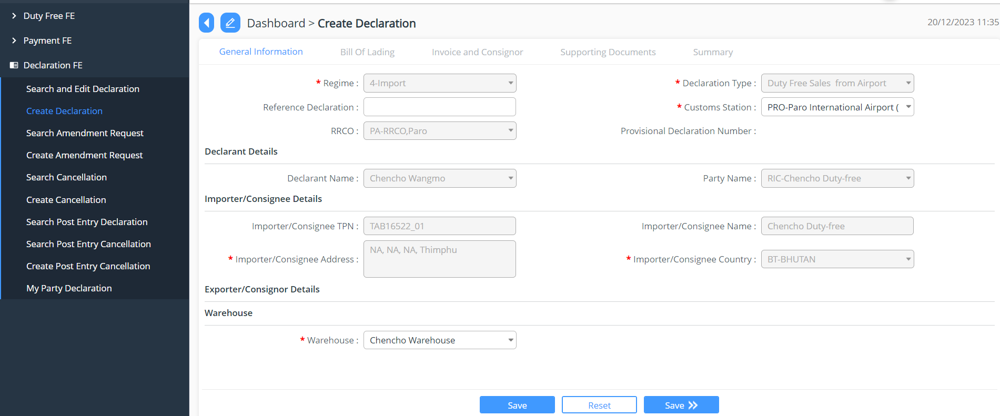 Duty Free FE
Payment FE
Declaration FE
Search and Edit Declaration
Create Declaration
Search Amendment Request
Create Amendment Request
Search Cancellation
Create Cancellation
Search Post Entry Declaration
Search Post Entry Cancellation
Create Post Entry Cancellation
My Party Declaration
Dashboard > Create Declaration
20/12/2023 11:35
General Information Bill Of Lading Invoice and Consignor Supporting Documents Summary
* Regime : 4-Import * Declaration Type : Duty Free Sales from Airport
Reference Declaration : * Customs Station : PRO-Paro International Airport (
RRCO : PA-RRCO,Paro Provisional Declaration Number :
Declarant Details
Declarant Name : Chencho Wangmo Party Name : RIC-Chencho Duty-free
Importer/Consignee Details
Importer/Consignee TPN : TAB16522_01 Importer/Consignee Name : Chencho Duty-free
* Importer/Consignee Address : NA, NA, NA, Thimphu * Importer/Consignee Country : BT-BHUTAN
Exporter/Consignor Details
Warehouse
* Warehouse : Chencho Warehouse
Save Reset Save